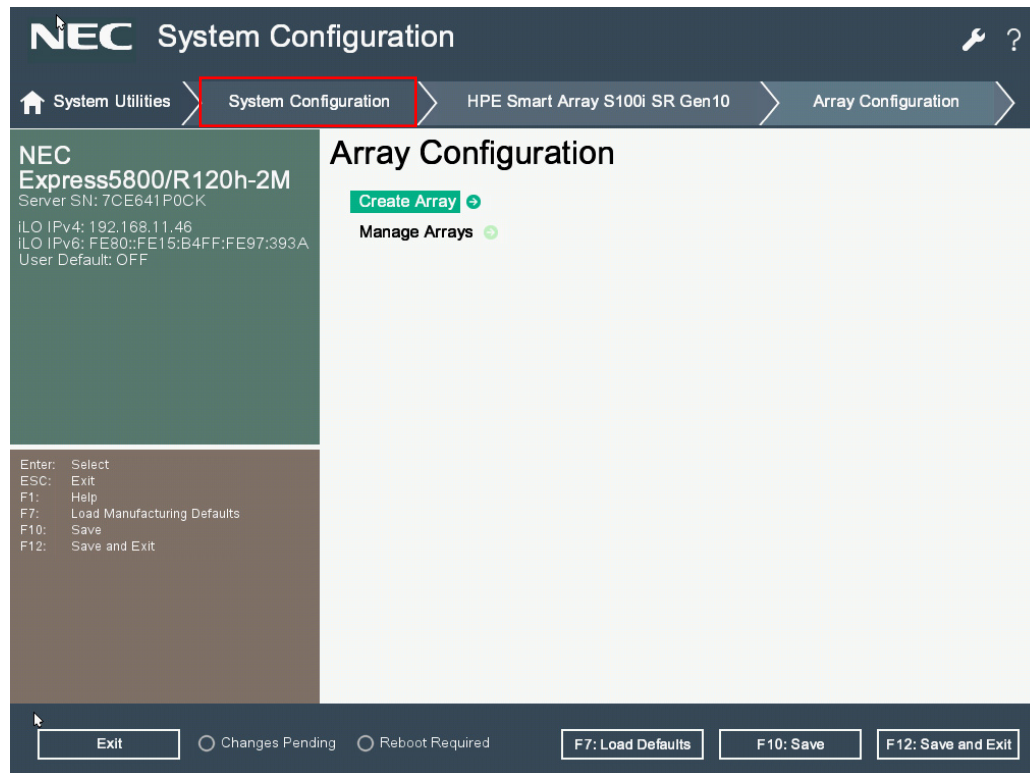 NEC System Configuration
?
System Utilities
System Configuration
HPE Smart Array S100i SR Gen10
Array Configuration
NEC
Express5800/R120h-2M
Server SN: 7CE641P0CK
iLO IPv4: 192.168.11.46
iLO IPv6: FE80::FE15:B4FF:FE97:393A
User Default: OFF
Array Configuration
Create Array
Manage Arrays
Enter: Select
ESC: Exit
F1: Help
F7: Load Manufacturing Defaults
F10: Save
F12: Save and Exit
Exit
Changes Pending
Reboot Required
F7: Load Defaults
F10: Save
F12: Save and Exit